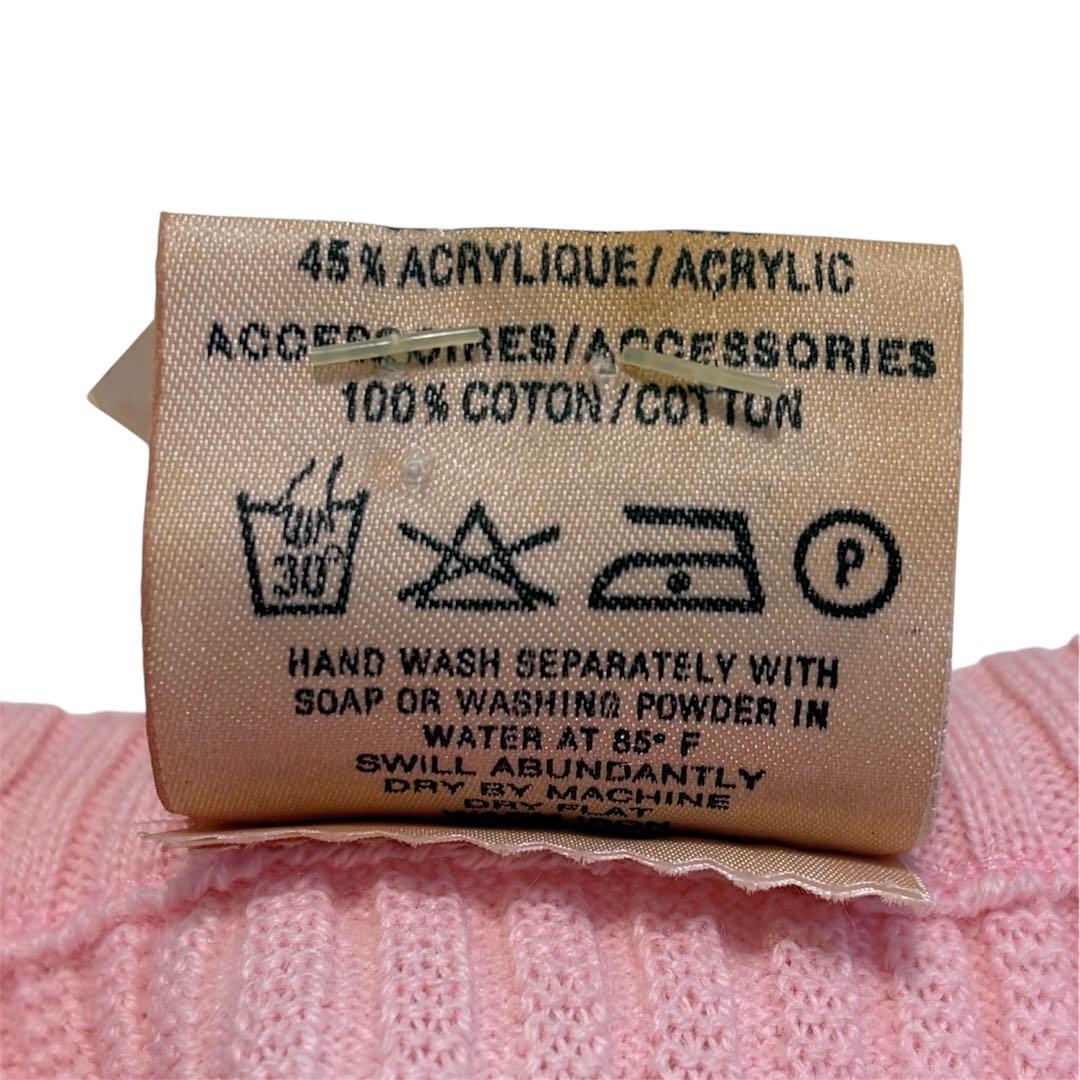 45% ACRYLIQUE / ACRYLIC
ACCESSOIRES/ACCESSORIES
100% COTON / COTTON
30°
P
HAND WASH SEPARATELY WITH
SOAP OR WASHING POWDER IN
WATER AT 85° F
SWILL ABUNDANTLY
DRY BY MACHINE
DRY FLAT